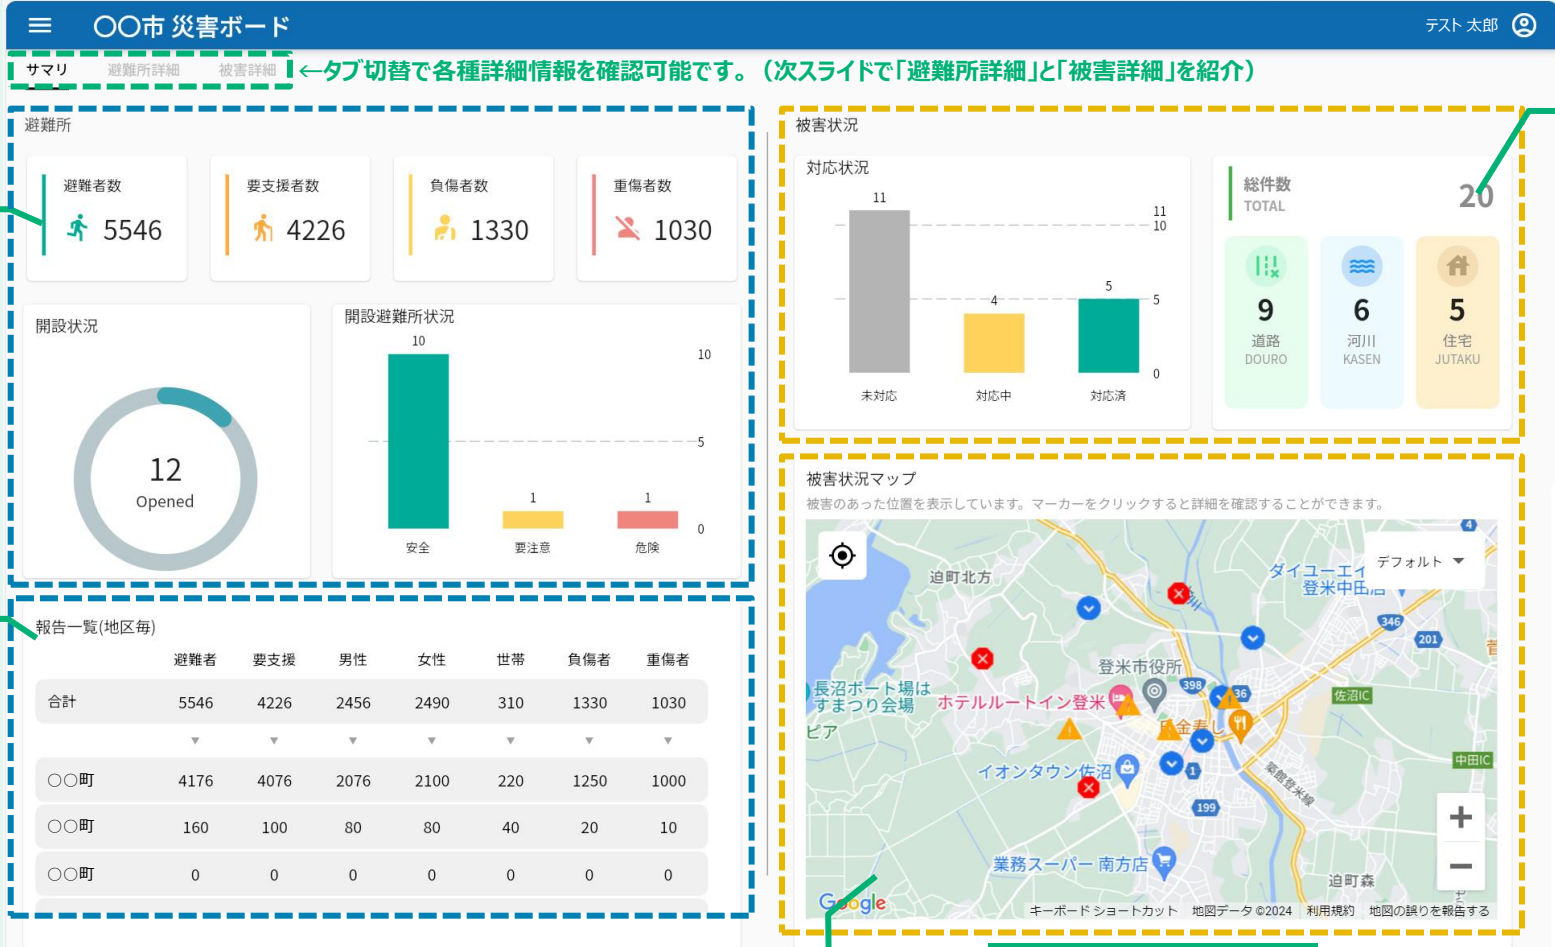 〇〇市 災害ボード
テスト 太郎
サマリ 避難所詳細 被害詳細
←タブ切替で各種詳細情報を確認可能です。（次スライドで「避難所詳細」と「被害詳細」を紹介）
避難所
避難者数
5546
要支援者数
4226
負傷者数
1330
重傷者数
1030
開設状況
12
Opened
開設避難所状況
10
10
5
1
1
0
安全 要注意 危険
報告一覧(地区毎)
避難者 要支援 男性 女性 世帯 負傷者 重傷者
合計 5546 4226 2456 2490 310 1330 1030
▼ ▼ ▼ ▼ ▼ ▼ ▼
〇〇町 4176 4076 2076 2100 220 1250 1000
〇〇町 160 100 80 80 40 20 10
〇〇町 0 0 0 0 0 0 0
被害状況
対応状況
11
11
10
5
4
5
0
未対応 対応中 対応済
総件数
TOTAL
20
9
道路
DOURO
6
河川
KASEN
5
住宅
JUTAKU
被害状況マップ
被害のあった位置を表示しています。マーカーをクリックすると詳細を確認することができます。
4
デフォルト
ダイユーエイ
登米中田店
迫町北方
346
201
登米市役所
398
36
長沼ボート場は
すまつり会場
ホテルルートイン登米
佐沼IC
ピア
金寿し
中田IC
イオンタウン佐沼
1
築館登米線
199
+
業務スーパー 南方店
−
迫町森
Google
キーボード ショートカット 地図データ ©2024 利用規約 地図の誤りを報告する